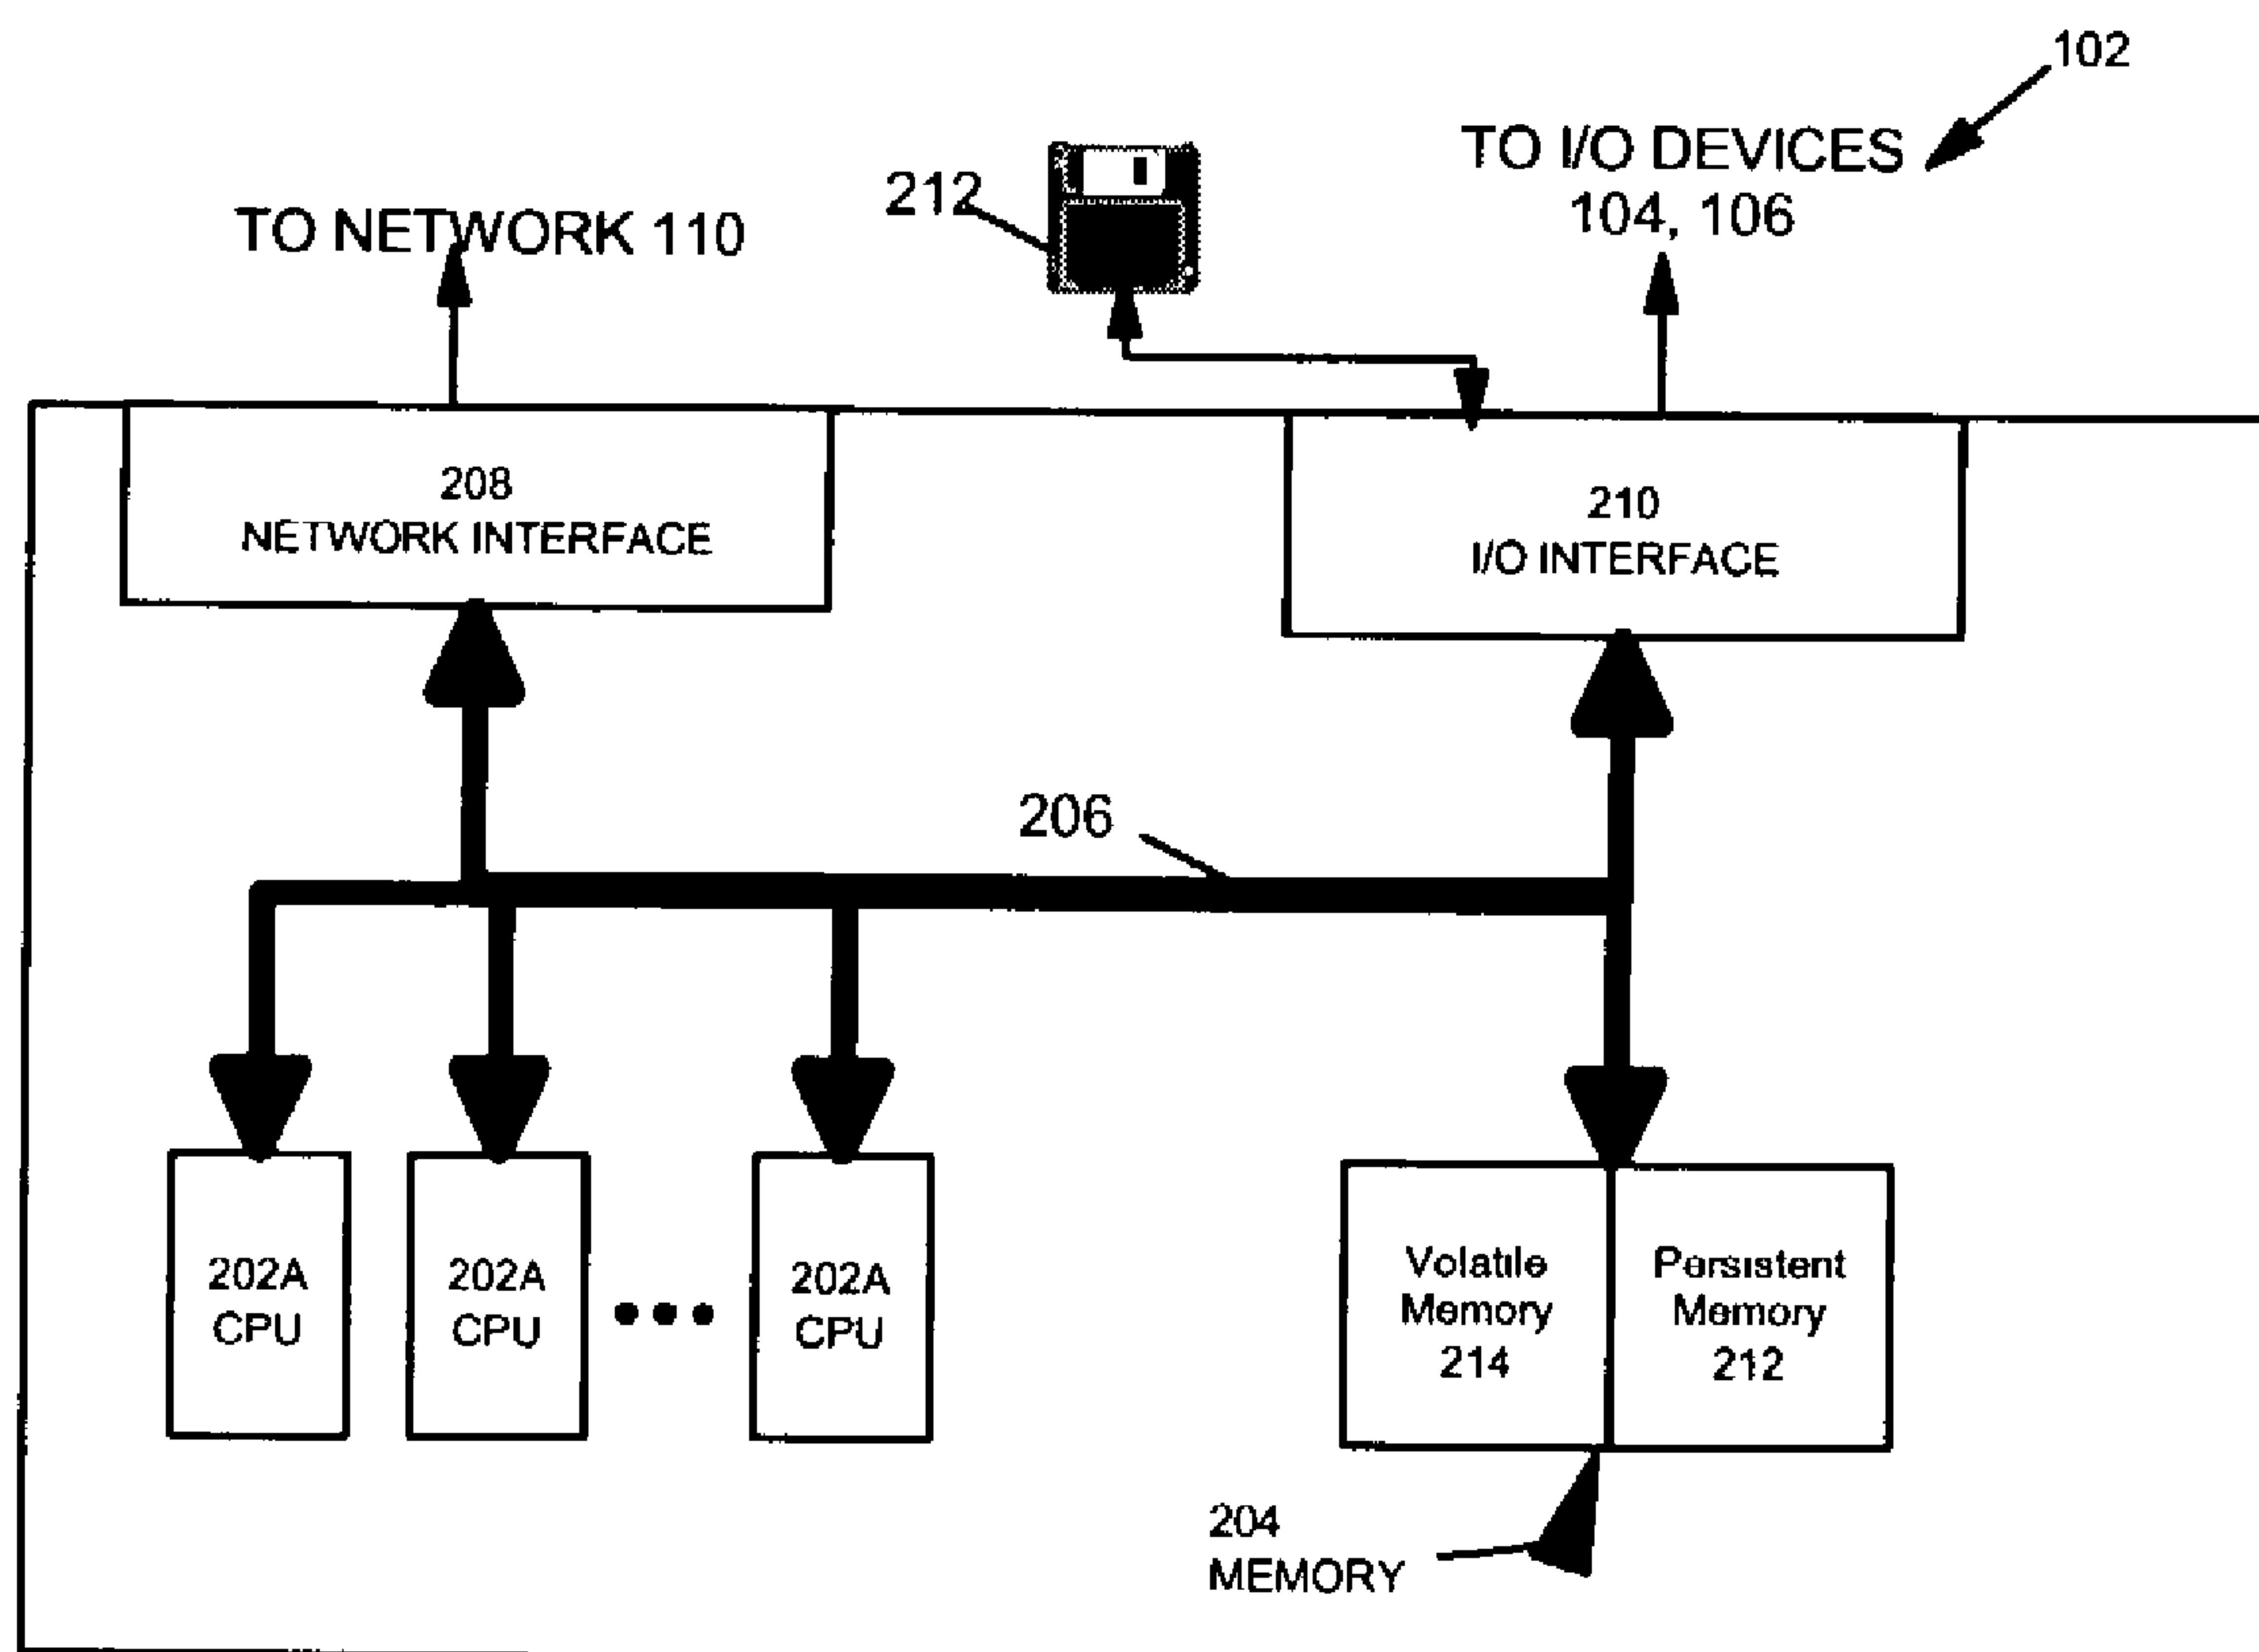 102
TO I/O DEVICES
104, 106
212
TO NETWORK 110
208
NETWORK INTERFACE
210
I/O INTERFACE
206
202A
CPU
202A
CPU
202A
CPU
Volatile
Memory
214
Persistent
Memory
212
204
MEMORY